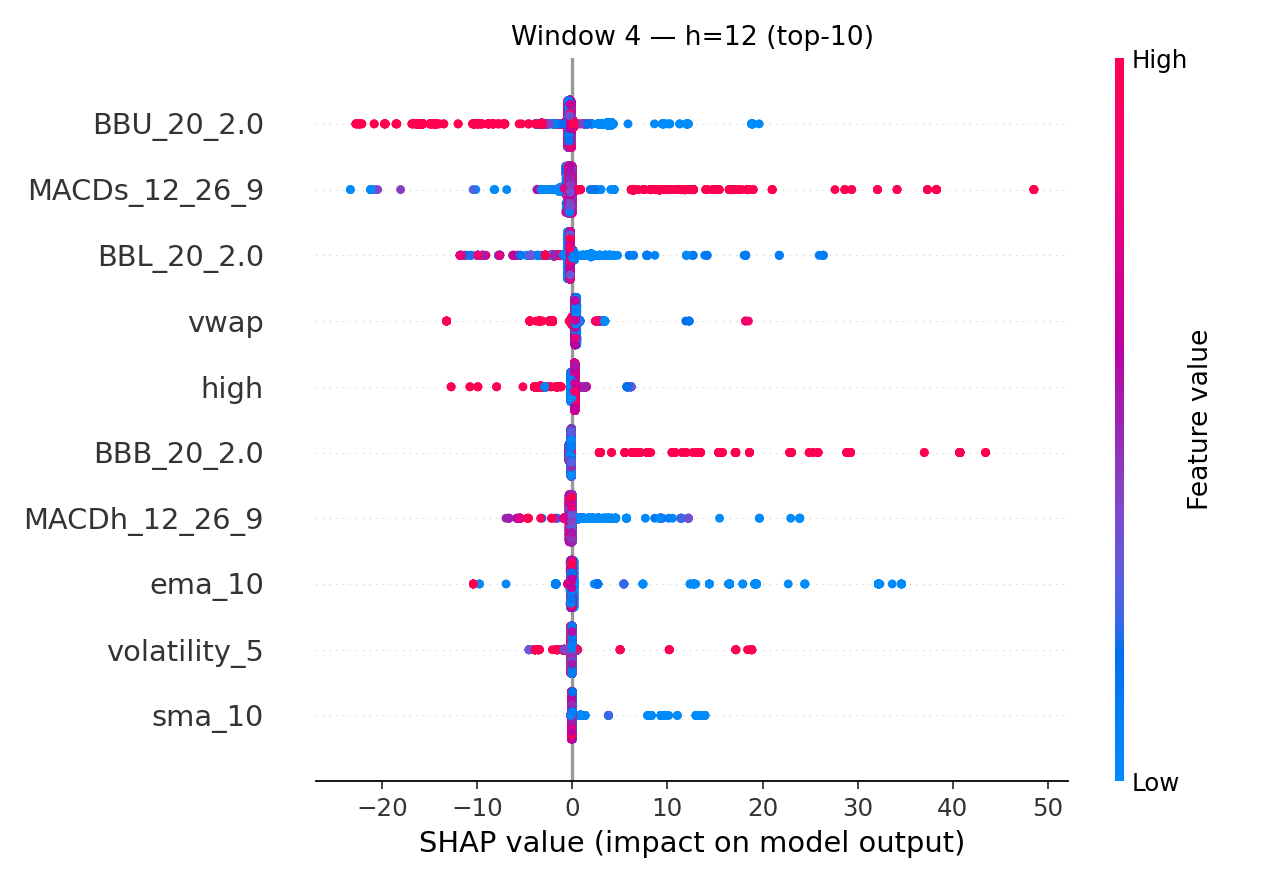 Window 4 — h=12 (top-10)
High
BBU_20_2.0
MACDs_12_26_9
BBL_20_2.0
vwap
high
BBB_20_2.0
MACDh_12_26_9
ema_10
volatility_5
sma_10
Feature value
Low
−20 −10 0 10 20 30 40 50
SHAP value (impact on model output)